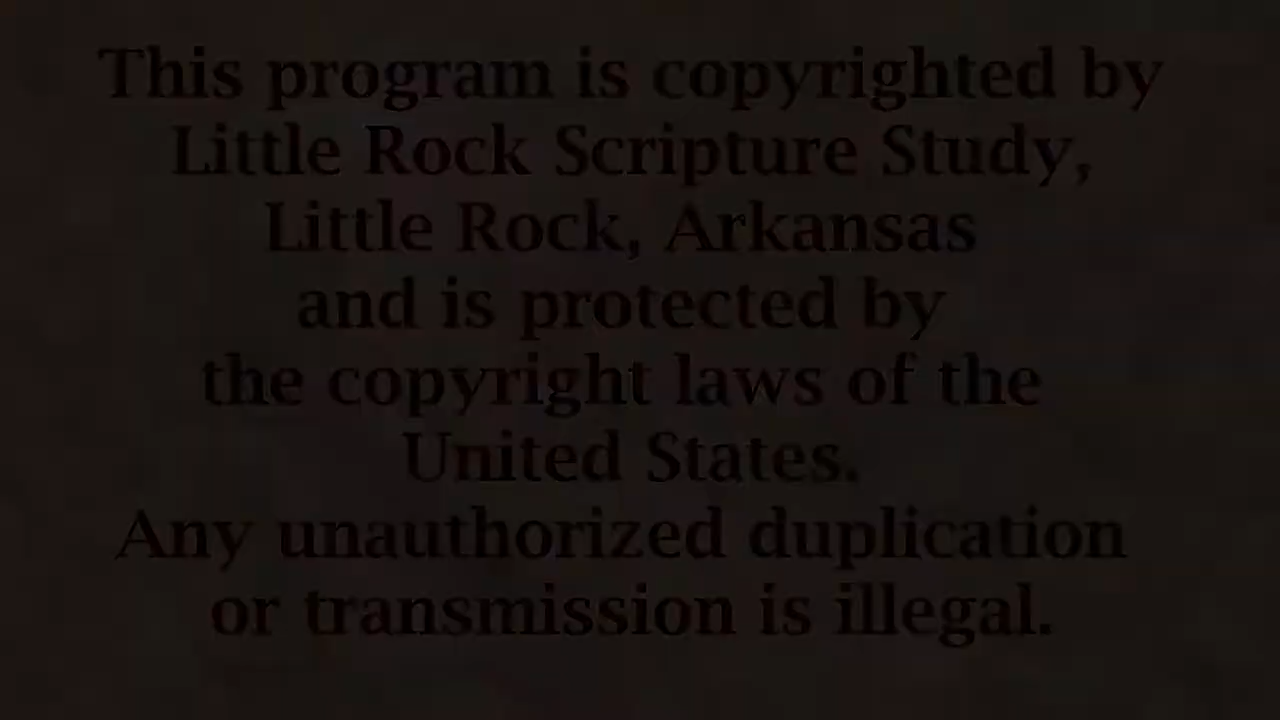 This program is copyrighted by
Little Rock Scripture Study,
Little Rock, Arkansas
and is protected by
the copyright laws of the
United States.
Any unauthorized duplication
or transmission is illegal.